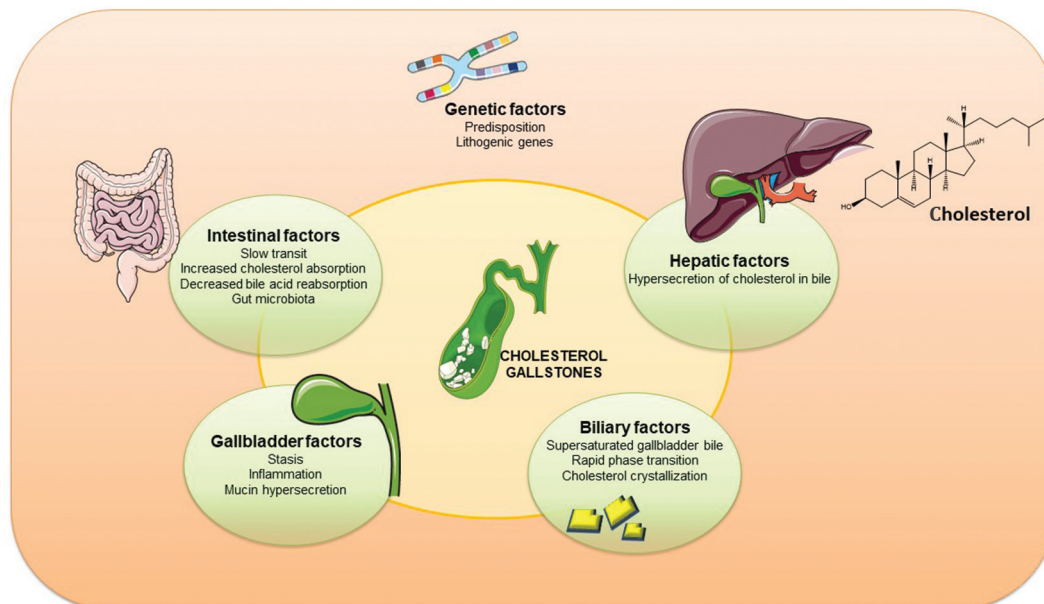 Genetic factors
Predisposition
Lithogenic genes
H
H
H
H
H
HO
Cholesterol
Intestinal factors
Slow transit
Increased cholesterol absorption
Decreased bile acid reabsorption
Gut microbiota
Hepatic factors
Hypersecretion of cholesterol in bile
CHOLESTEROL
GALLSTONES
Gallbladder factors
Stasis
Inflammation
Mucin hypersecretion
Biliary factors
Supersaturated gallbladder bile
Rapid phase transition
Cholesterol crystallization